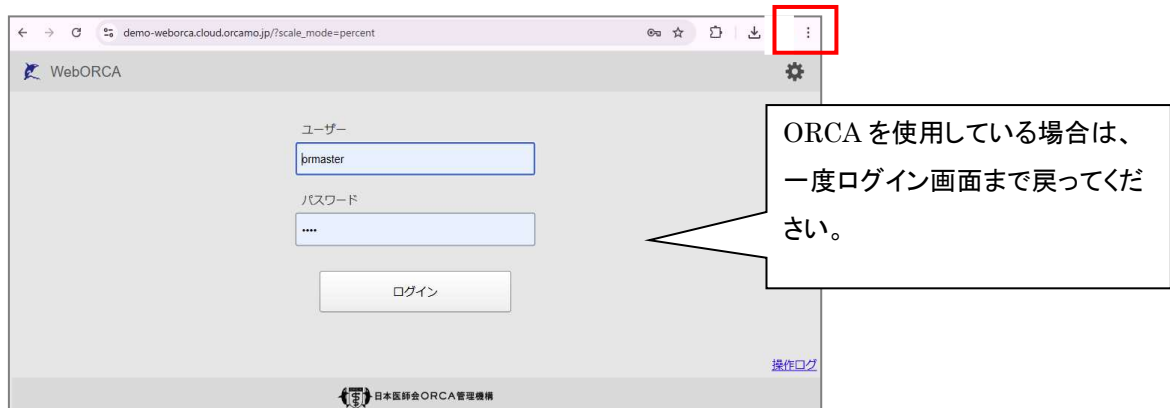 demo-weborca.cloud.orcamo.jp/?scale_mode=percent
WebORCA
ユーザー
ormaster
パスワード
ログイン
ORCA を使用している場合は、
一度ログイン画面まで戻ってくだ
さい。
操作ログ
日本医師会ORCA管理機構